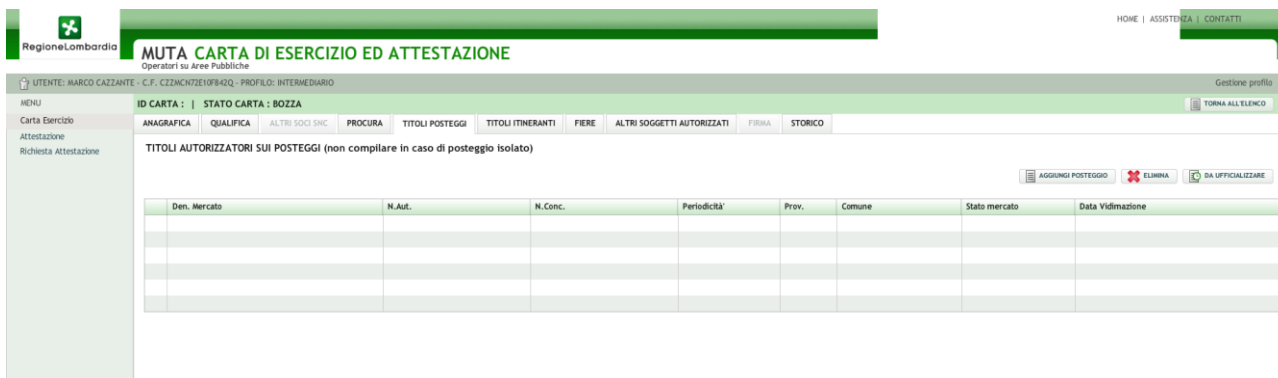 HOME | ASSISTENZA | CONTATTI
RegioneLombardia
MUTA CARTA DI ESERCIZIO ED ATTESTAZIONE
Operatori su Aree Pubbliche
UTENTE: MARCO CAZZANTE - C.F. CZZMCN72E10F842Q - PROFILO: INTERMEDIARIO Gestione profilo
MENU
Carta Esercizio
Attestazione
Richiesta Attestazione
ID CARTA : | STATO CARTA : BOZZA TORNA ALL'ELENCO
ANAGRAFICA QUALIFICA ALTRI SOCI SNC PROCURA TITOLI POSTEGGI TITOLI ITINERANTI FIERE ALTRI SOGGETTI AUTORIZZATI FIRMA STORICO
TITOLI AUTORIZZATORI SUI POSTEGGI (non compilare in caso di posteggio isolato)
AGGIUNGI POSTEGGIO ELIMINA DA UFFICIALIZZARE
Den. Mercato N.Aut. N.Conc. Periodicità' Prov. Comune Stato mercato Data Vidimazione